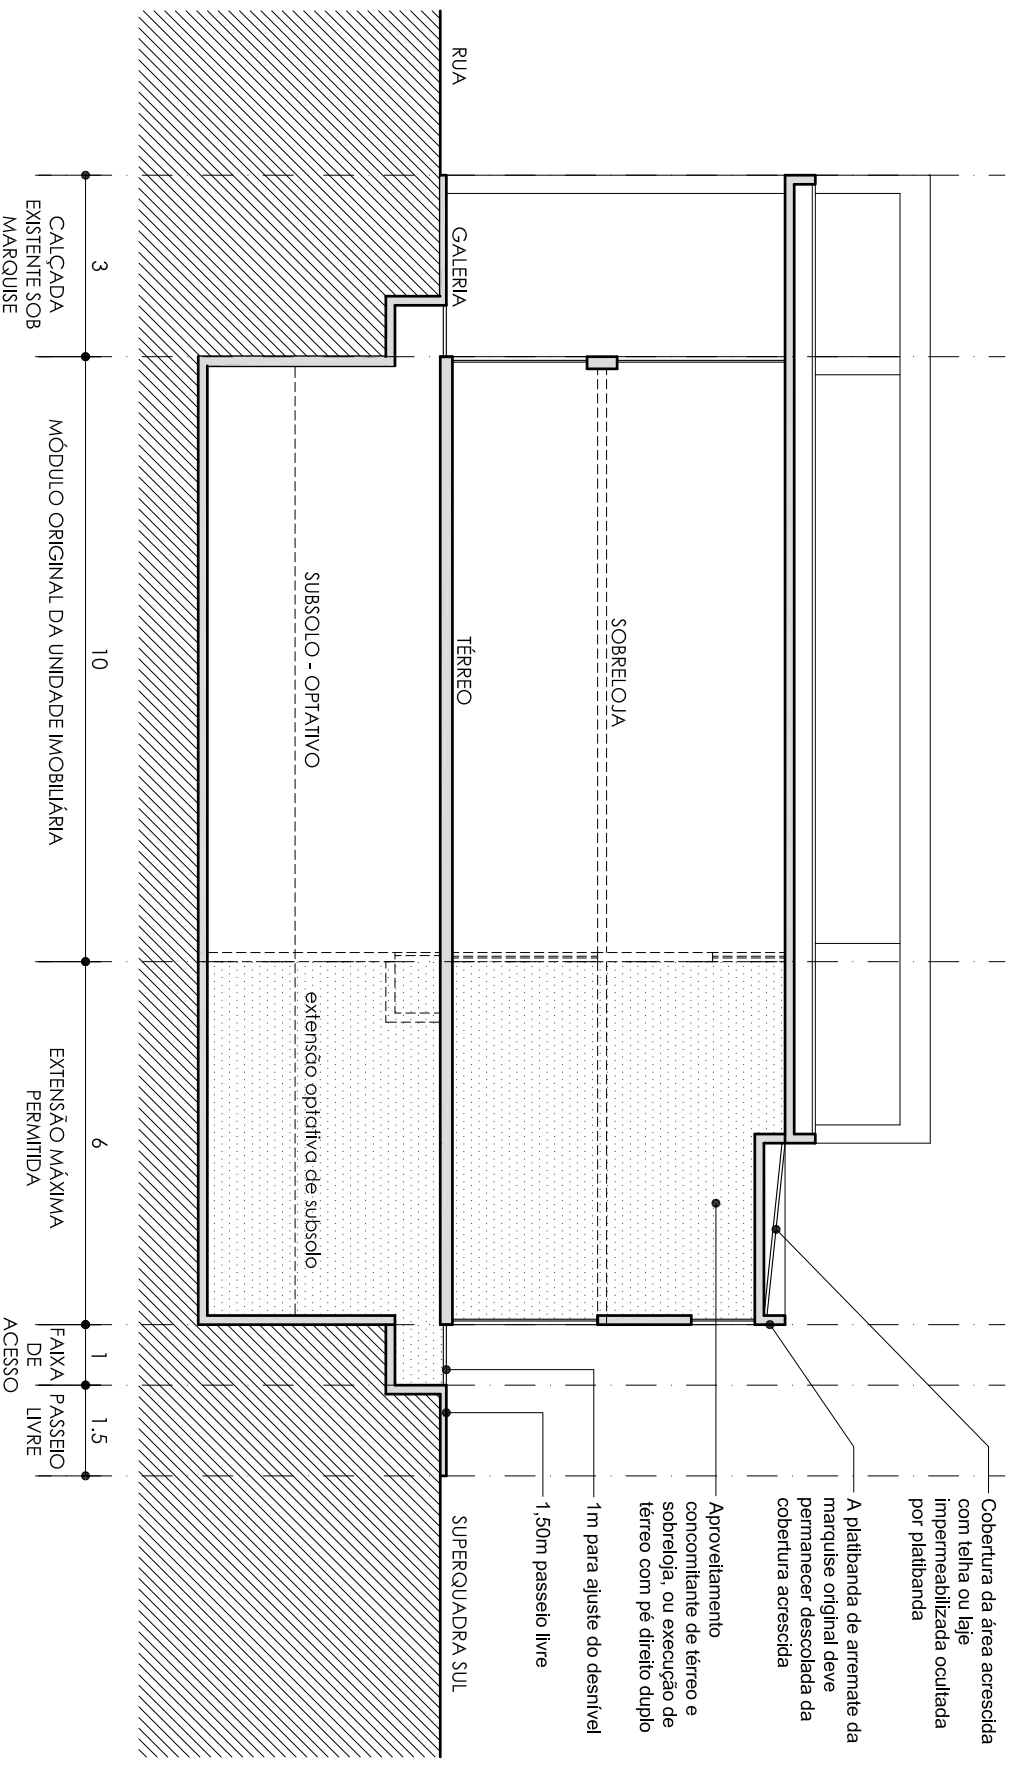 Cobertura da área acrescida
com telha ou laje
impermeabilizada ocultada
por platibanda
A platibanda de arremate da
marquise original deve
permanecer descolada da
cobertura acrescida
Aproveitamento
concomitante de térreo e
sobreloja, ou execução de
térreo com pé direito duplo
1m para ajuste do desnível
1,50m passeio livre
SOBRELOJA
RUA
GALERIA
TÉRREO
SUPERQUADRA SUL
SUBSOLO - OPTATIVO
extensão optativa de subsolo
3
10
6
1
1.5
CALÇADA
EXISTENTE SOB
MARQUISE
MÓDULO ORIGINAL DA UNIDADE IMOBILIÁRIA
EXTENSÃO MÁXIMA
PERMITIDA
FAIXA
DE
ACESSO
PASSEIO
LIVRE